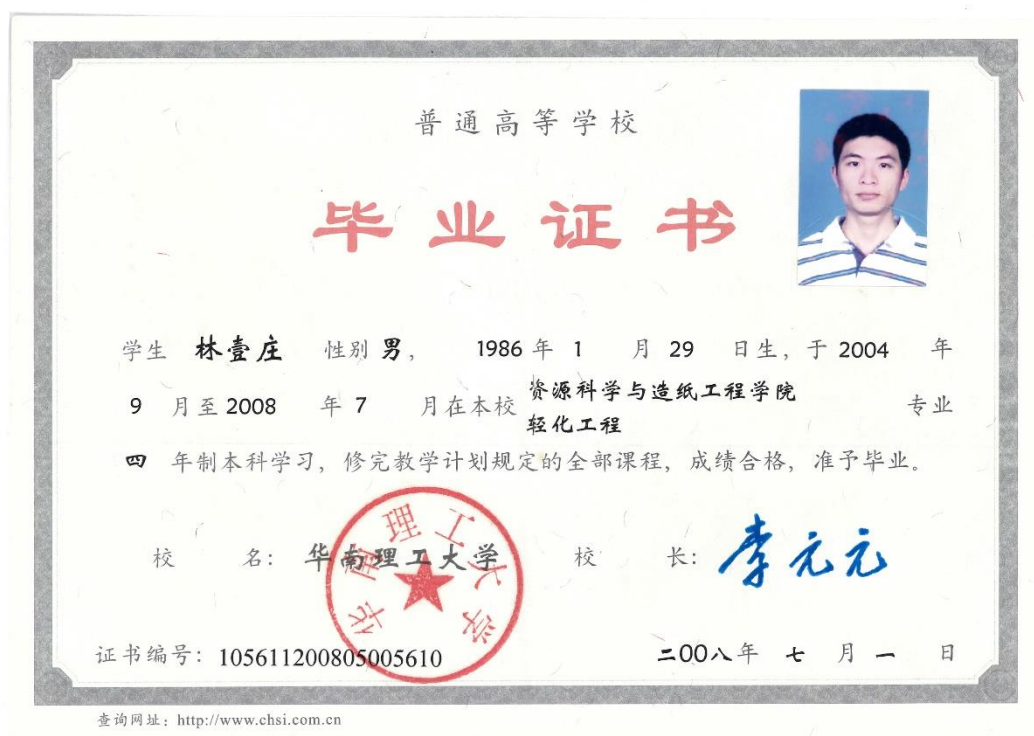 普通高等学校
毕业证书
学生 林壹庄 性别 男， 1986 年 1 月 29 日生，于 2004 年
9 月至 2008 年 7 月在本校 资源科学与造纸工程学院 轻化工程 专业
四 年制本科学习，修完教学计划规定的全部课程，成绩合格，准予毕业。
校 名： 华南理工大学 校 长： 李元元
华南理工大学
证书编号： 105611200805005610 二00八年 七 月 一 日
查询网址：http://www.chsi.com.cn